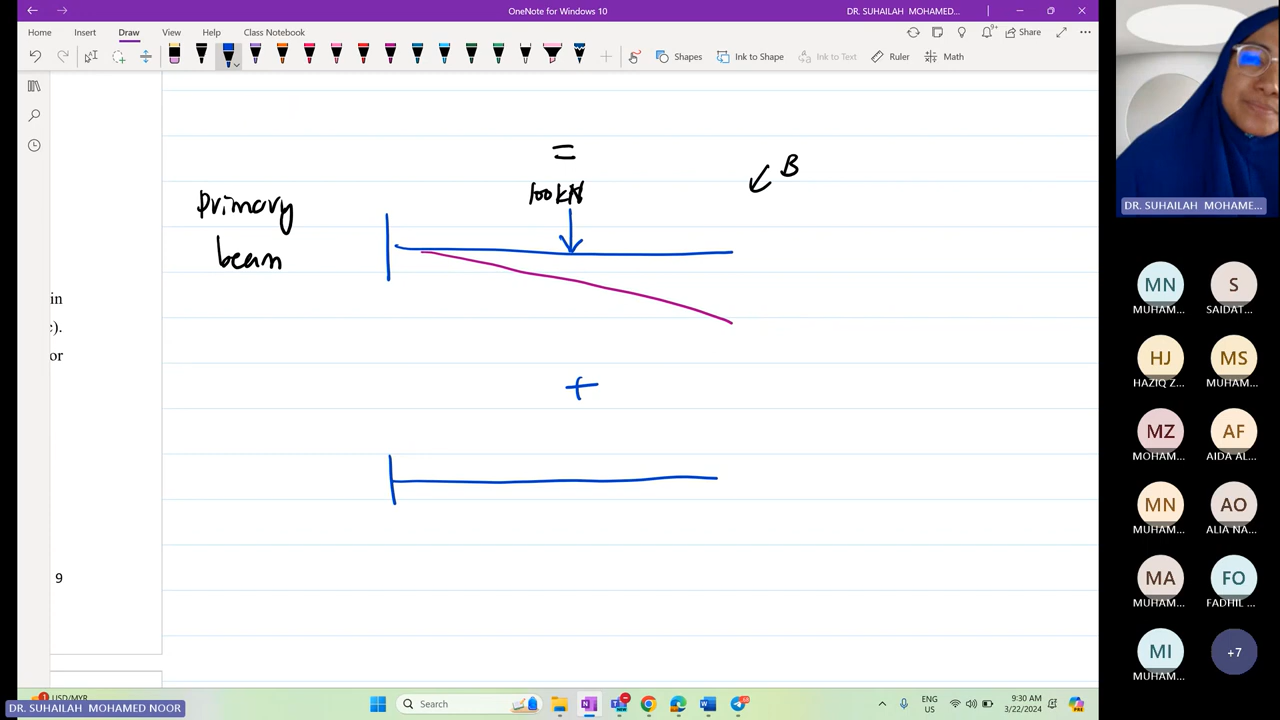 OneNote for Windows 10
DR. SUHAILAH MOHAMED...
Home Insert Draw View Help Class Notebook
Share
Shapes Ink to Shape Ink to Text Ruler Math
=
100kN
B
Primary
beam
in
c).
or
+
9
DR. SUHAILAH MOHAME...
MN S
MUHAM... SAIDAT...
HJ MS
HAZIQ Z... MUHAM...
MZ AF
MOHAM... AIDA AL...
MN AO
MUHAM... ALIA NA...
MA FO
MUHAM... FADHIL ...
MI +7
MUHAM...
USD/MYR
DR. SUHAILAH MOHAMED NOOR
Search
ENG
US
9:30 AM
3/22/2024